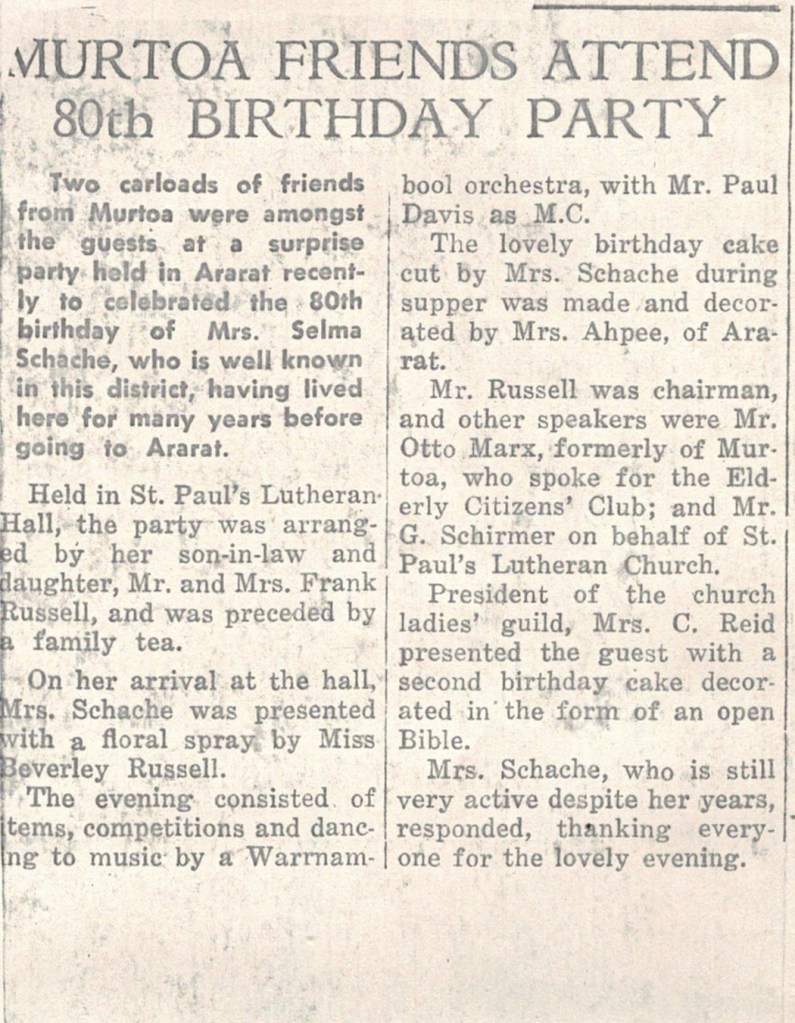 MURTOA FRIENDS ATTEND
80th BIRTHDAY PARTY
Two carloads of friends
from Murtoa were amongst
the guests at a surprise
party held in Ararat recent-
ly to celebrated the 80th
birthday of Mrs. Selma
Schache, who is well known
in this district, having lived
here for many years before
going to Ararat.
Held in St. Paul's Lutheran
Hall, the party was arrang-
ed by her son-in-law and
daughter, Mr. and Mrs. Frank
Russell, and was preceded by
a family tea.
On her arrival at the hall,
Mrs. Schache was presented
with a floral spray by Miss
Beverley Russell.
The evening consisted of
items, competitions and danc-
ing to music by a Warrnam-
bool orchestra, with Mr. Paul
Davis as M.C.
The lovely birthday cake
cut by Mrs. Schache during
supper was made and decor-
ated by Mrs. Ahpee, of Ara-
rat.
Mr. Russell was chairman,
and other speakers were Mr.
Otto Marx, formerly of Mur-
toa, who spoke for the Eld-
erly Citizens' Club; and Mr.
G. Schirmer on behalf of St.
Paul's Lutheran Church.
President of the church
ladies' guild, Mrs. C. Reid
presented the guest with a
second birthday cake decor-
ated in the form of an open
Bible.
Mrs. Schache, who is still
very active despite her years,
responded, thanking every-
one for the lovely evening.